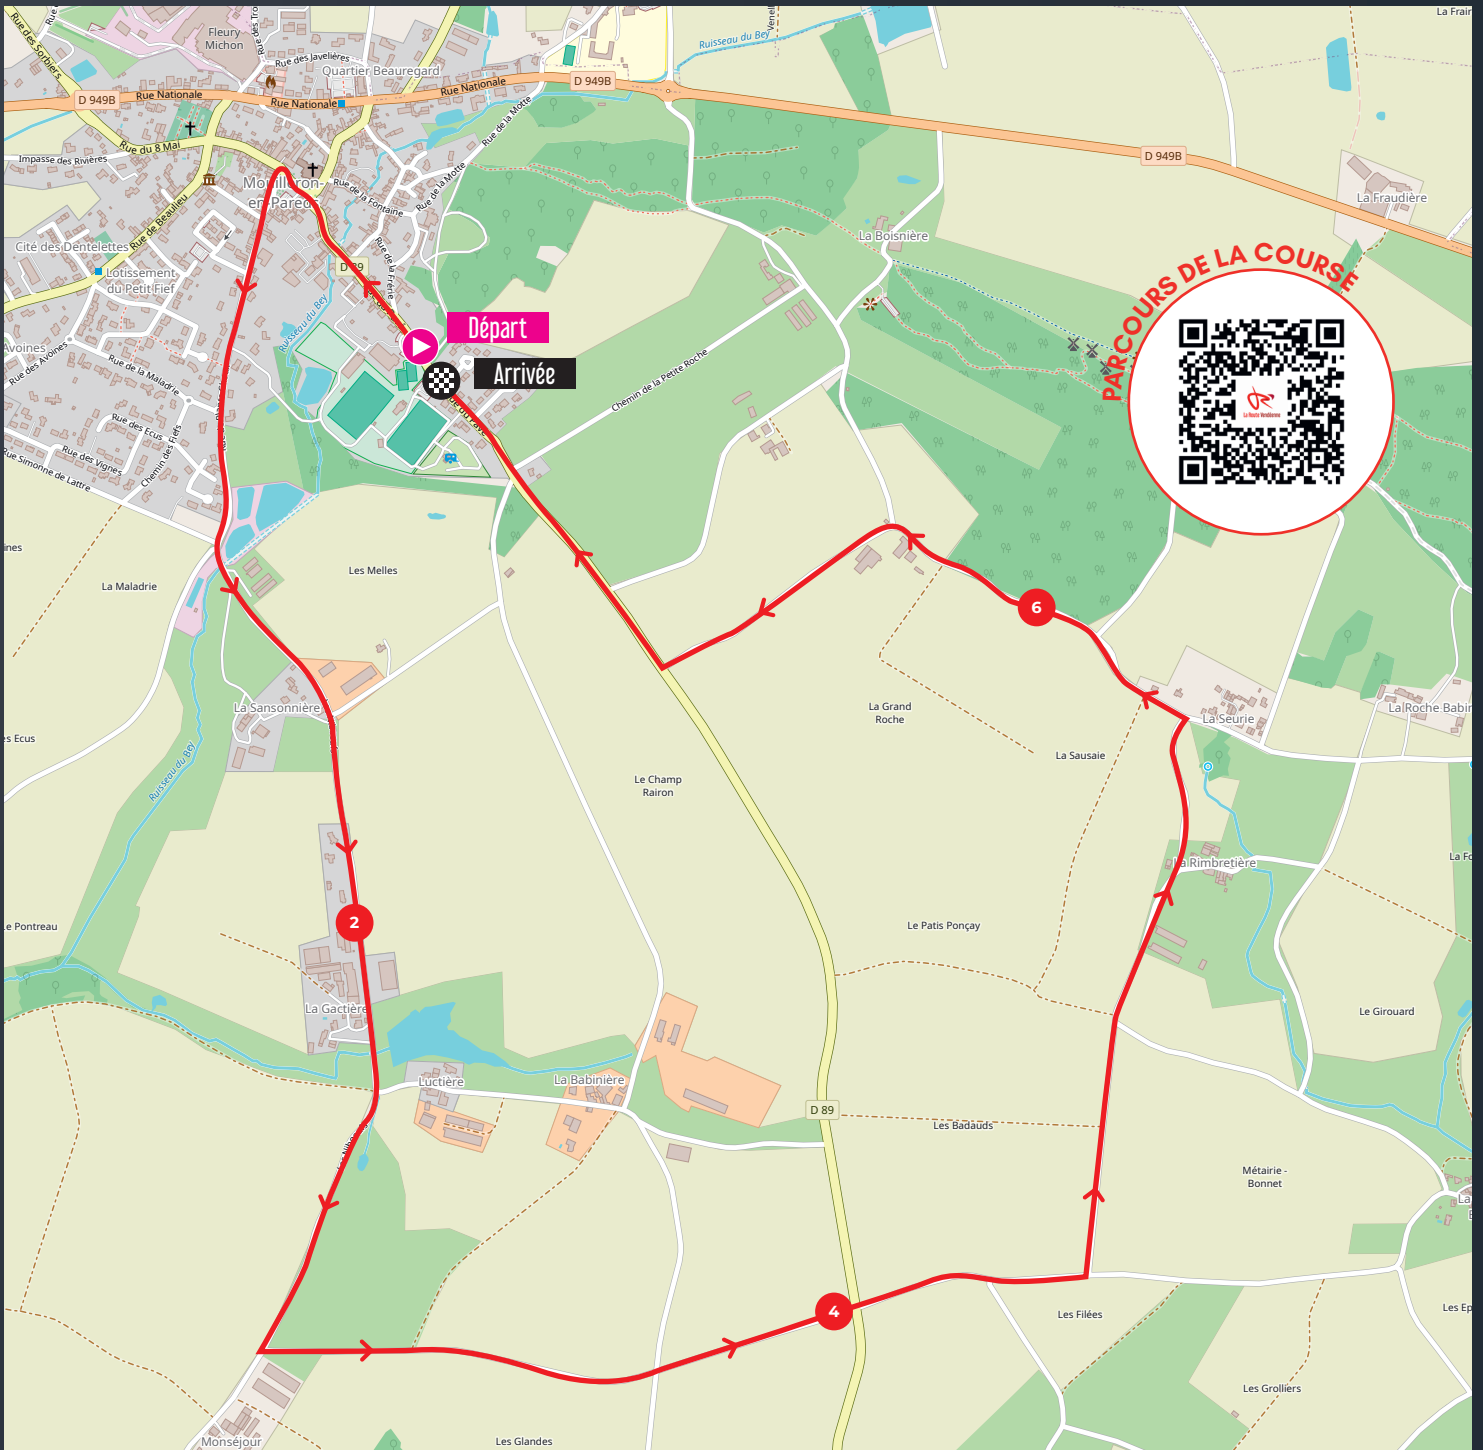 Rue des Sorbiers
Fleury
Michon
Rue des Javelières
Quartier Beauregard
Ruisseau du Bey
D 949B
Rue Nationale
Rue Nationale
Rue Nationale
D 949B
D 949B
Rue de la Motte
Rue du 8 Mai
Impasse des Rivières
Mouilleron-
en-Pareds
Rue de la Fontaine
Rue de la Motte
Rue de Beaulieu
Cité des Dentelettes
Lotissement
du Petit Fief
D 89
Rue de la Frérie
Ruisseau du Bey
La Boisnière
La Fraudière
PARCOURS DE LA COURSE
La Route Vendéenne
Départ
Arrivée
Avoines
Rue des Avoines
Rue de la Maladrie
Rue des Ecus
Rue des Vignes
Chemin des Fiefs
Rue Simonne de Lattre
Chemin de la Petite Roche
Les Melles
La Maladrie
6
La Sansonnière
La Grand
Roche
La Seurie
La Sausaie
Le Champ
Rairon
Ruisseau du Bey
La Rimbretière
2
Le Patis Ponçay
La Gactière
Le Girouard
Luctière
La Babinière
D 89
Les Badauds
Métairie -
Bonnet
4
Les Filées
Les Grolliers
Monséjour
Les Glandes